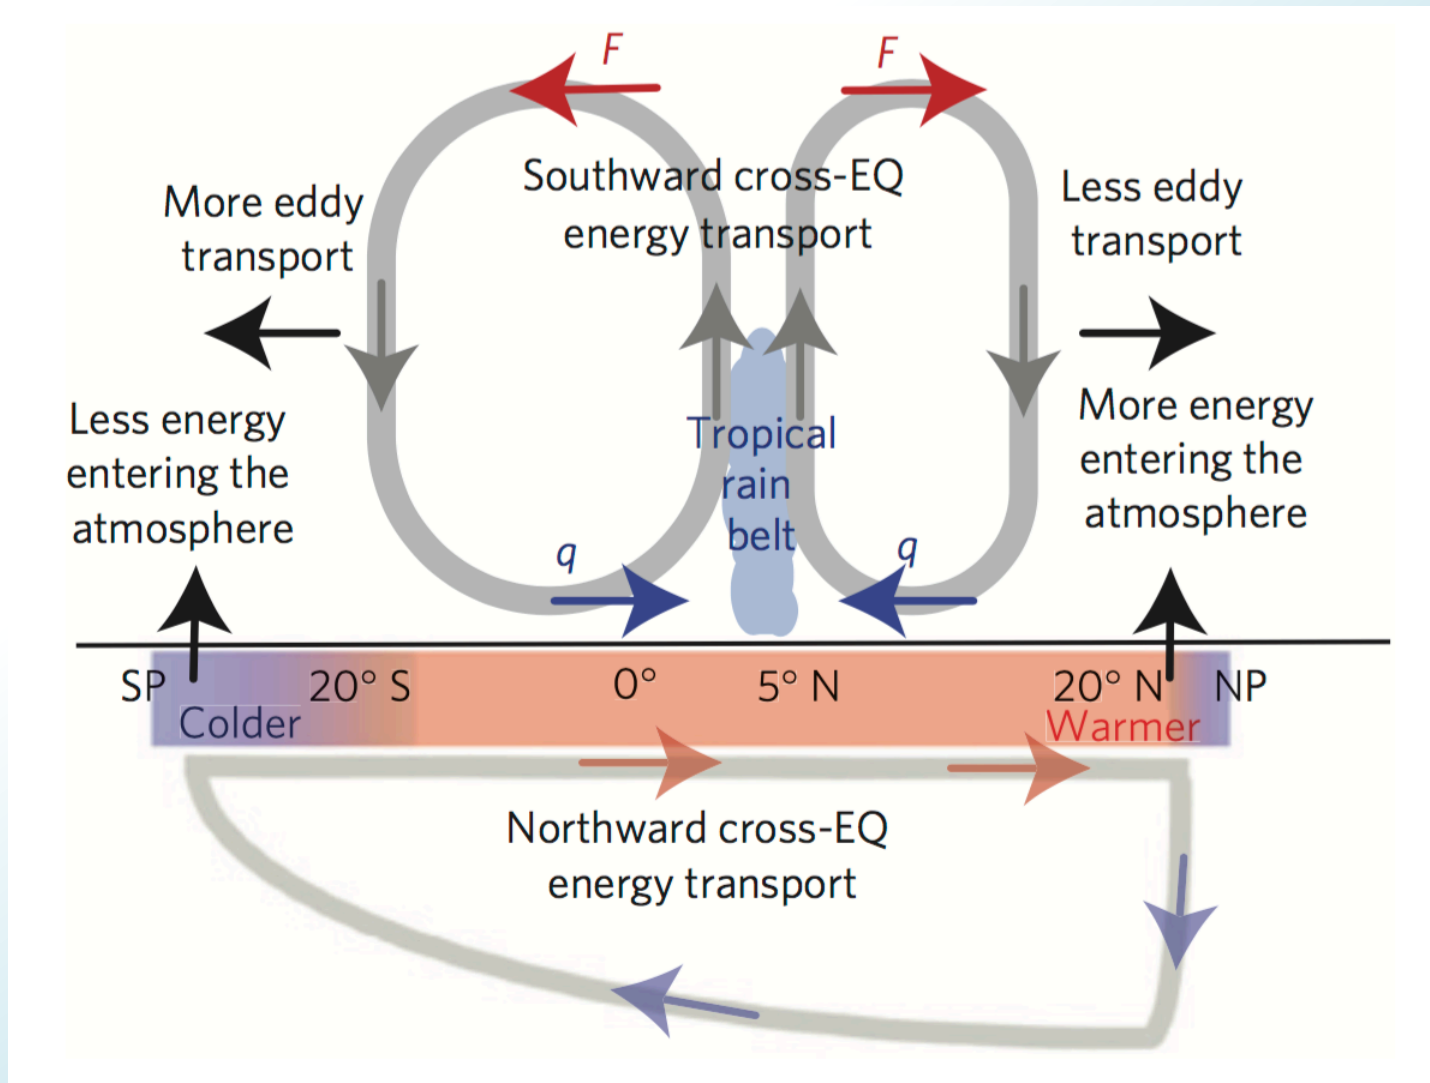 F
F
Southward cross-EQ
energy transport
More eddy
transport
Less eddy
transport
Less energy
entering the
atmosphere
More energy
entering the
atmosphere
Tropical
rain
belt
q
q
SP
20° S
0°
5° N
20° N
NP
Colder
Warmer
Northward cross-EQ
energy transport